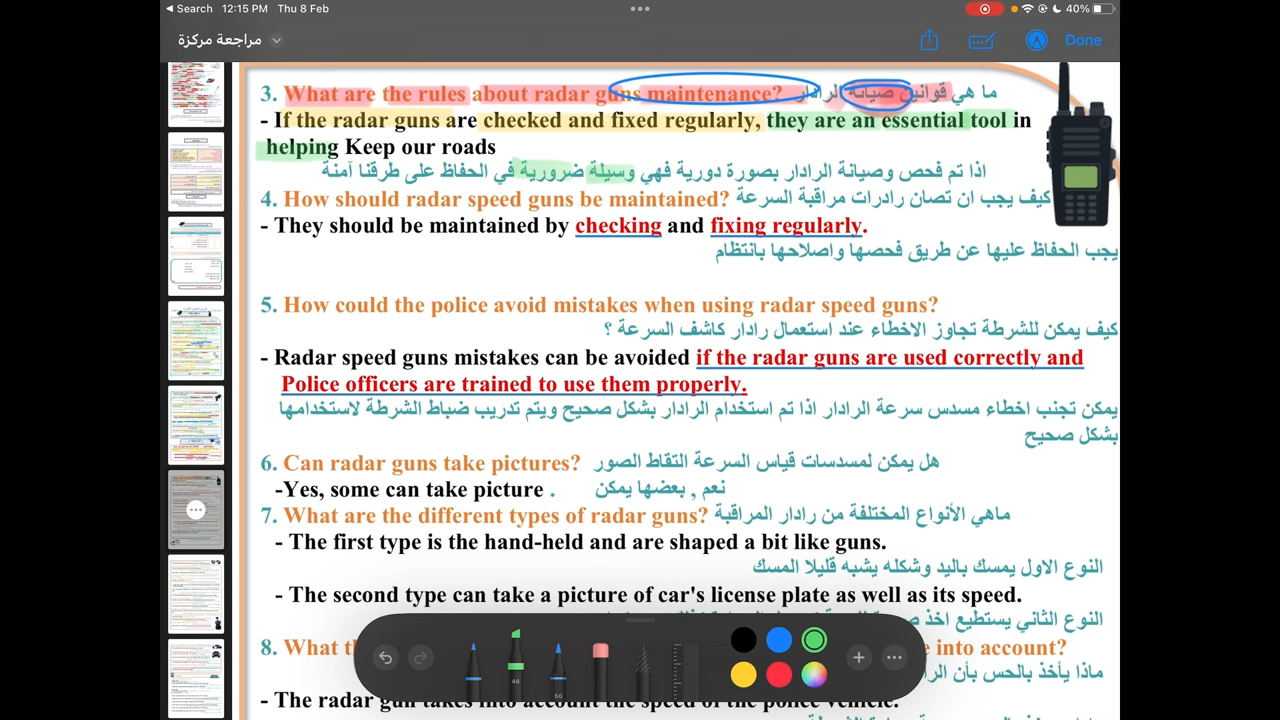 Search 12:15 PM Thu 8 Feb 40%
مراجعة مركزة
Done
3. What are the rules about radar guns maintenance? ما هي قوانين صيانة الرادار
- If the radar guns are checked and fixed regularly, they are an essential tool in
helping Keep our roads
اذا تم فحص وصيانة الرادار بصورة دورية فهي وسيلة ضرورية في الحفاظ على طرقنا آمنة
4. How should radar speed guns be maintained? كيف يجب ان تصان رادرات مراقبة السرعة
- They should be maintained by checking and fixing regularly.
يجب الحفاظ عليها عن طريق فحصها واصلاحها بانتظام
5. How could the police avoid mistakes when using radar speed guns?
كيف يمكن للشرطة تجاوز الاخطاء عند استعمال رادار كاشف السرعة ؟
- Radar speed guns mistakes can be avoided if the radar guns are used correctly and
Police officers are trained to use them properly.
يمكن تجنب اخطاء مسدس سرعة الرادار اذا تم استخدام الرادار بشكل صحيح ويتم تدريب ضباط الشرطة لاستخدامها
بشكل صحيح
6. Can radar guns take pictures? هل يمكن لمسدسات قياس السرعة التقاط الصور
-Yes, some can take picture . نعم , بعضها يمكن
7. What are the different types of radar guns? ماهي الأنواع المختلفة من رادار المراقبة
- The first type is the hand-held and are shaped a bit like guns.
النوع الاول يمسك باليد وشكله يشبه قليلا المسك
- The second type can take a picture of car's license plate as well as its speed.
النوع الثاني يستطيع اخذ
8. What into account?
ماذا يأخذ بالحس بان
46 50
- The radar